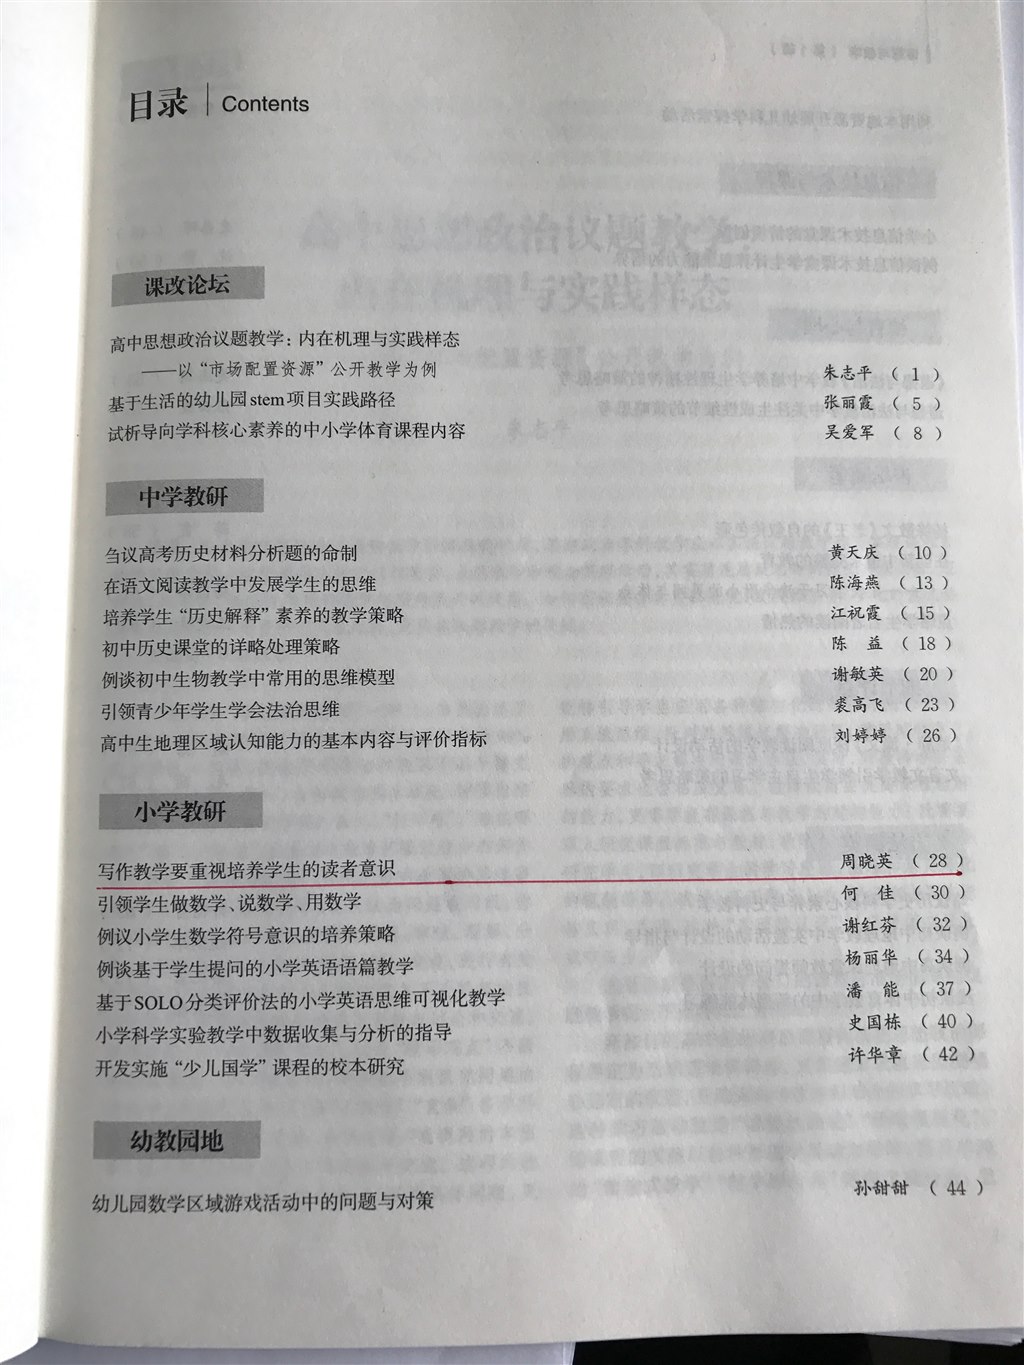 目录 | Contents
课改论坛
高中思想政治议题教学：内在机理与实践样态
——以“市场配置资源”公开教学为例 朱志平 （ 1 ）
基于生活的幼儿园stem项目实践路径 张丽霞 （ 5 ）
试析导向学科核心素养的中小学体育课程内容 吴爱军 （ 8 ）
中学教研
刍议高考历史材料分析题的命制 黄天庆 （ 10 ）
在语文阅读教学中发展学生的思维 陈海燕 （ 13 ）
培养学生“历史解释”素养的教学策略 江祝霞 （ 15 ）
初中历史课堂的详略处理策略 陈　益 （ 18 ）
例谈初中生物教学中常用的思维模型 谢敏英 （ 20 ）
引领青少年学生学会法治思维 裘高飞 （ 23 ）
高中生地理区域认知能力的基本内容与评价指标 刘婷婷 （ 26 ）
小学教研
写作教学要重视培养学生的读者意识 周晓英 （ 28 ）
引领学生做数学、说数学、用数学 何　佳 （ 30 ）
例议小学生数学符号意识的培养策略 谢红芬 （ 32 ）
例谈基于学生提问的小学英语语篇教学 杨丽华 （ 34 ）
基于SOLO分类评价法的小学英语思维可视化教学 潘　能 （ 37 ）
小学科学实验教学中数据收集与分析的指导 史国栋 （ 40 ）
开发实施“少儿国学”课程的校本研究 许华章 （ 42 ）
幼教园地
幼儿园数学区域游戏活动中的问题与对策 孙甜甜 （ 44 ）